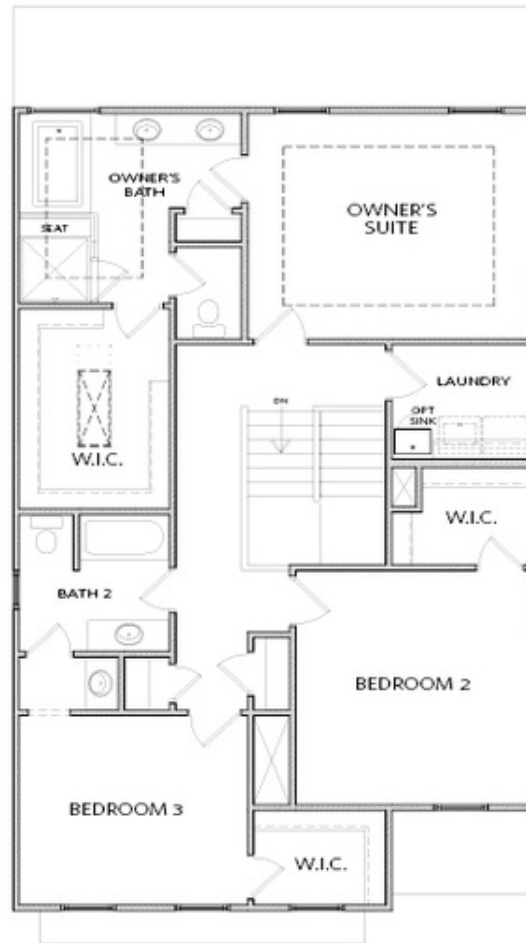 OWNER'S
BATH
OWNER'S
SUITE
SEAT
LAUNDRY
DN
OPT
SINK
W.I.C.
W.I.C.
BATH 2
BEDROOM 2
BEDROOM 3
W.I.C.